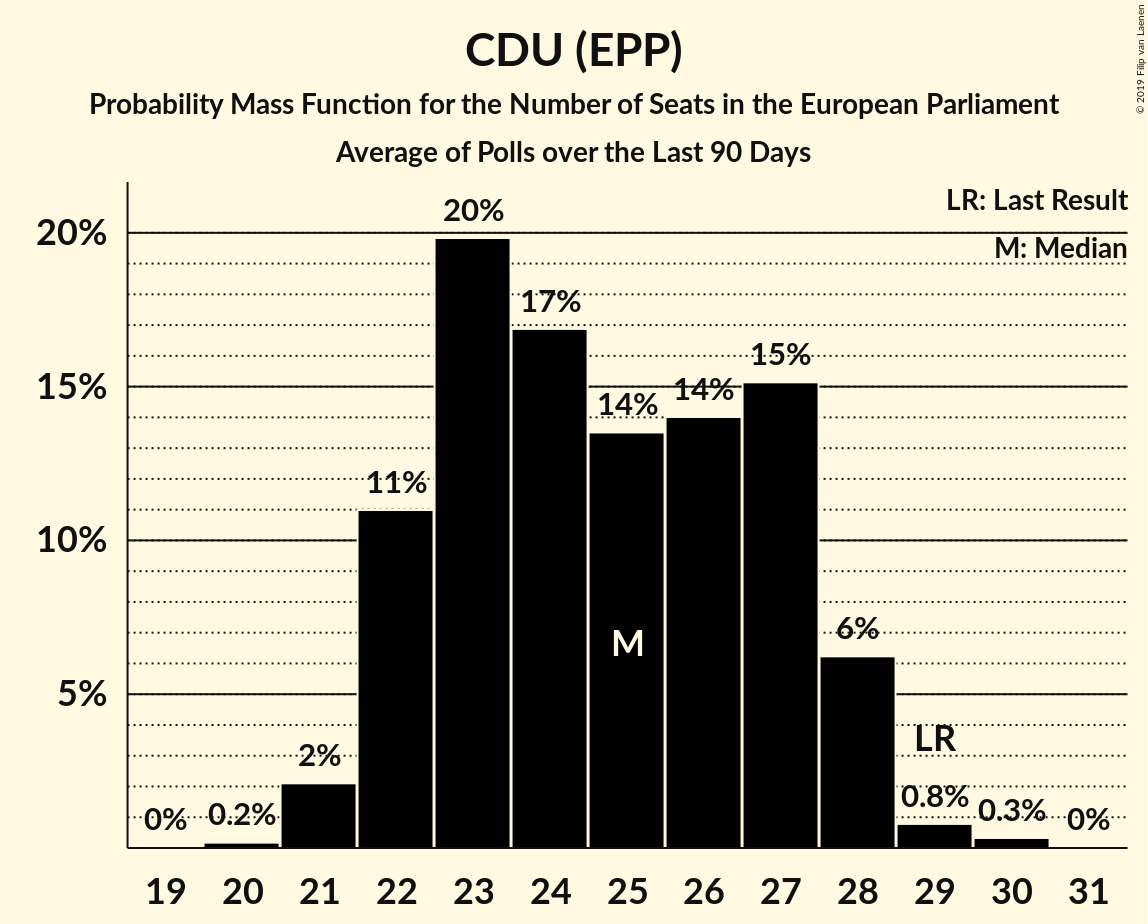 CDU (EPP)
Probability Mass Function for the Number of Seats in the European Parliament
Average of Polls over the Last 90 Days
© 2019 Filip van Laenen
LR: Last Result
M: Median
20%
15%
10%
5%
0%
0.2%
2%
11%
20%
17%
14%
14%
15%
6%
0.8%
0.3%
0%
M
LR
19 20 21 22 23 24 25 26 27 28 29 30 31